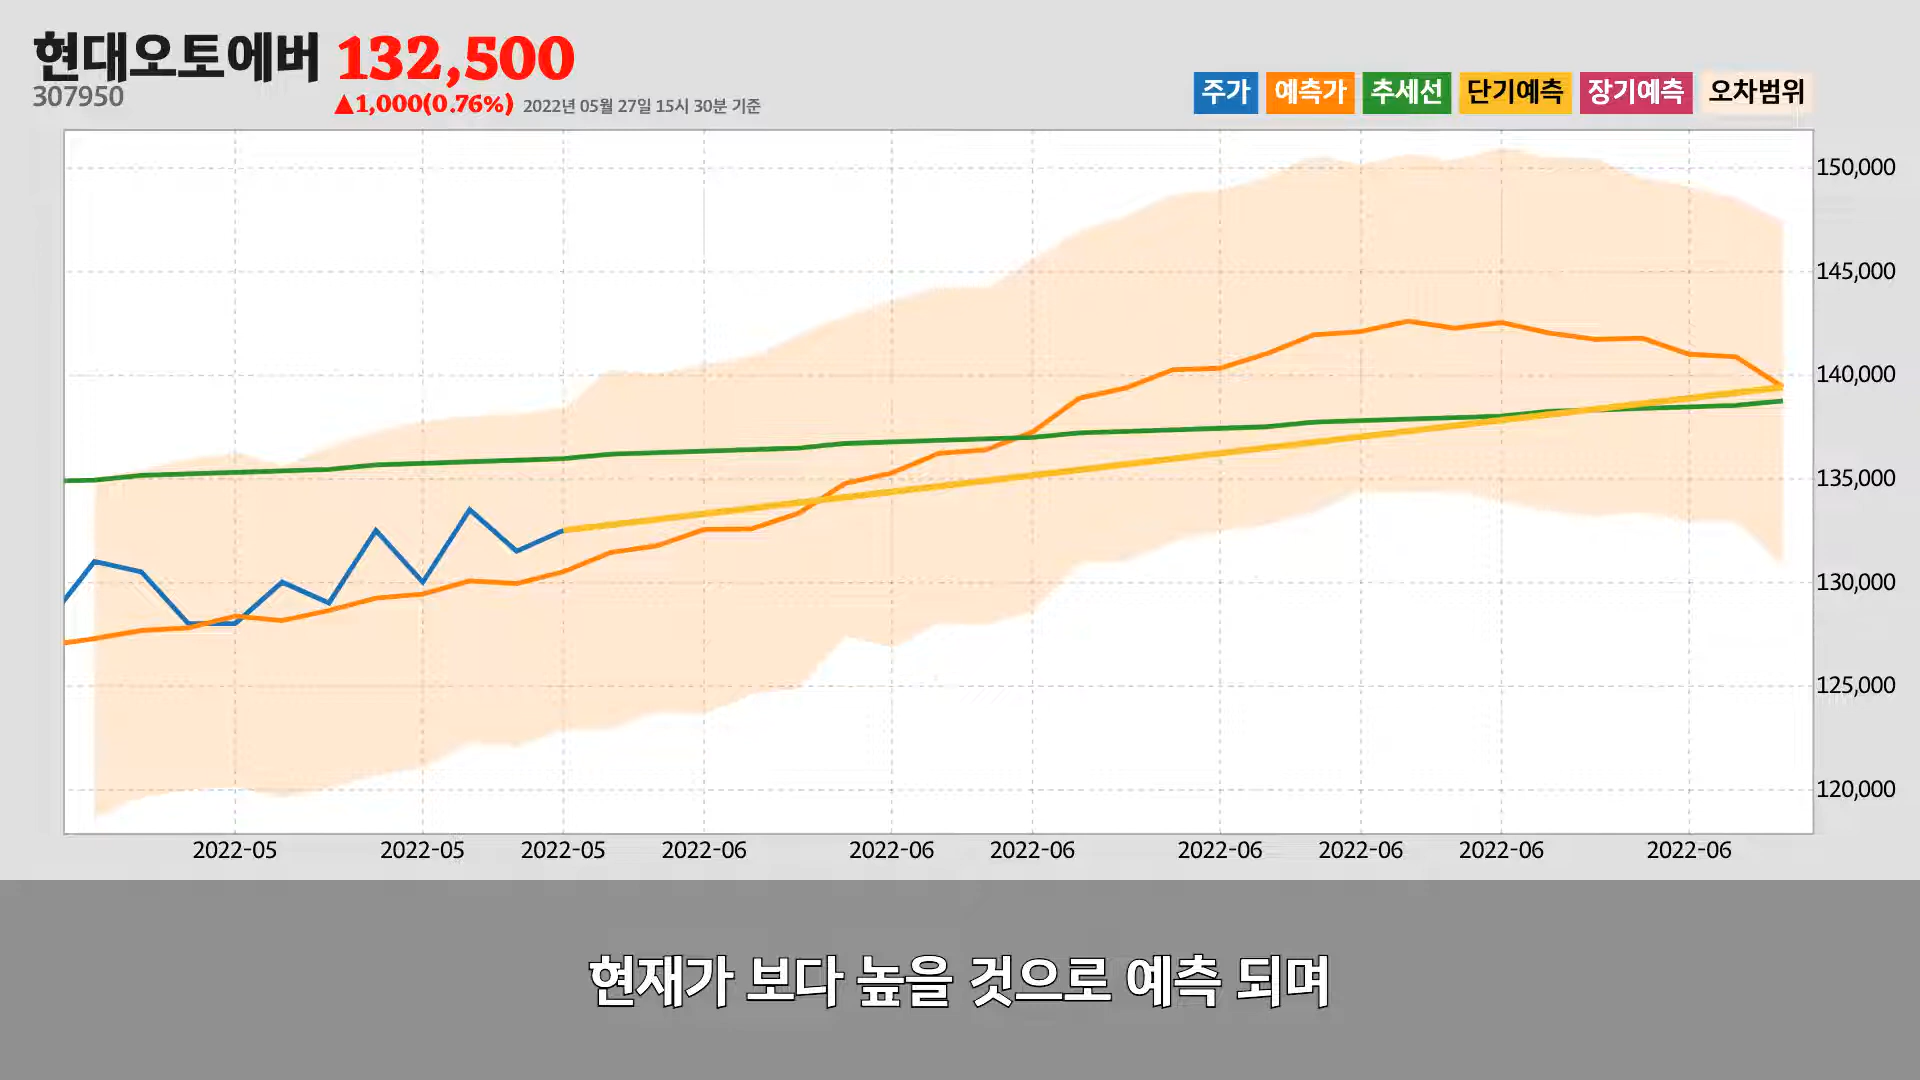 현대오토에버 132,500
307950
▲1,000(0.76%) 2022년 05월 27일 15시 30분 기준
주가 예측가 추세선 단기예측 장기예측 오차범위
150,000
145,000
140,000
135,000
130,000
125,000
120,000
2022-05 2022-05 2022-05 2022-06 2022-06 2022-06 2022-06 2022-06 2022-06 2022-06
현재가 보다 높을 것으로 예측 되며